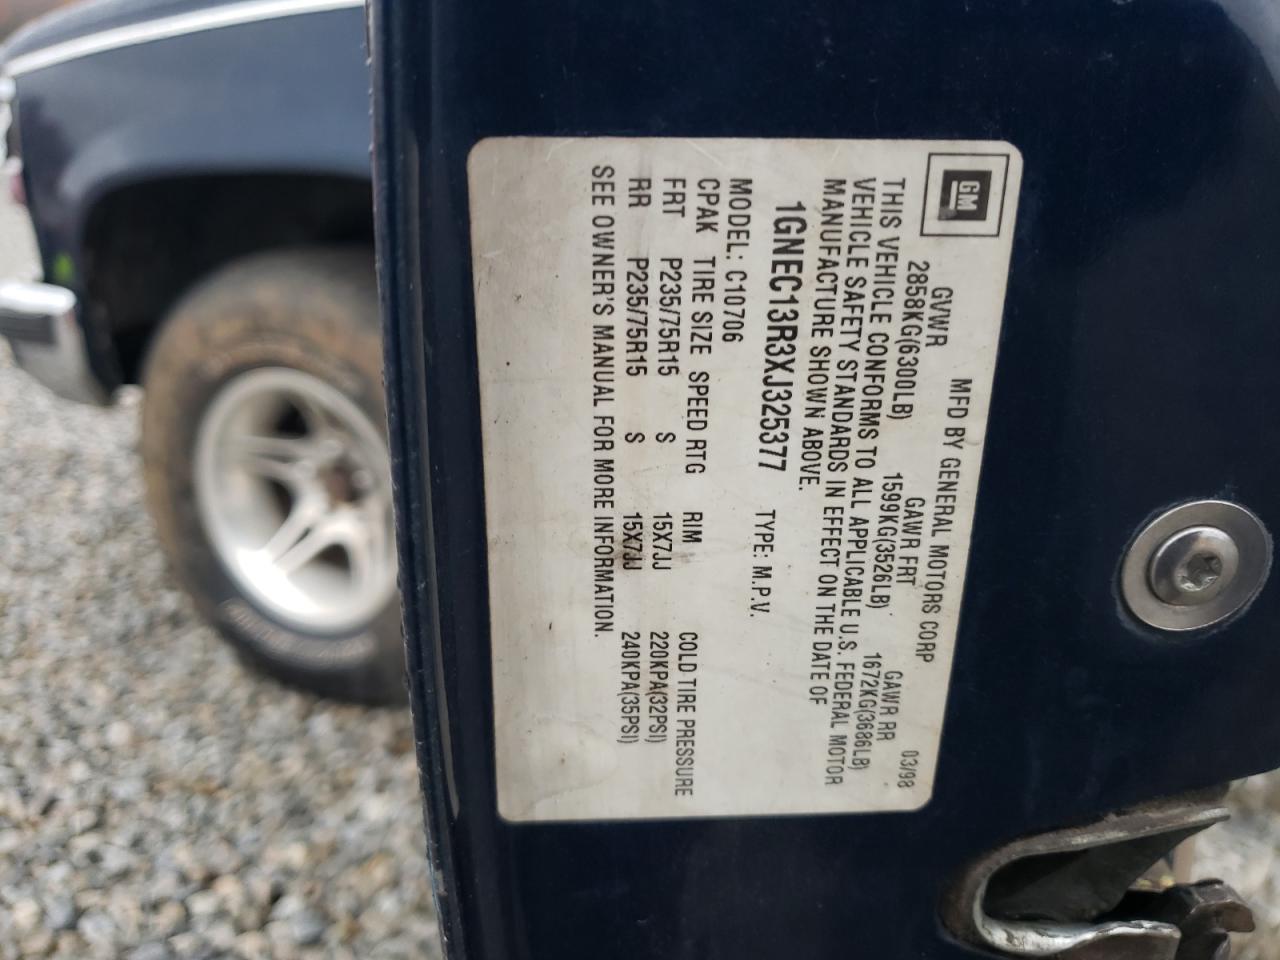 GM
MFD BY GENERAL MOTORS CORP 03/98
GVWR GAWR FRT GAWR RR
2858KG(6300LB) 1599KG(3526LB) 1672KG(3686LB)
THIS VEHICLE CONFORMS TO ALL APPLICABLE U.S. FEDERAL MOTOR
VEHICLE SAFETY STANDARDS IN EFFECT ON THE DATE OF
MANUFACTURE SHOWN ABOVE.
1GNEC13R3XJ325377 TYPE: M.P.V.
MODEL: C10706
CPAK TIRE SIZE SPEED RTG RIM COLD TIRE PRESSURE
FRT P235/75R15 S 15X7JJ 220KPA(32PSI)
RR P235/75R15 S 15X7JJ 240KPA(35PSI)
SEE OWNER'S MANUAL FOR MORE INFORMATION.